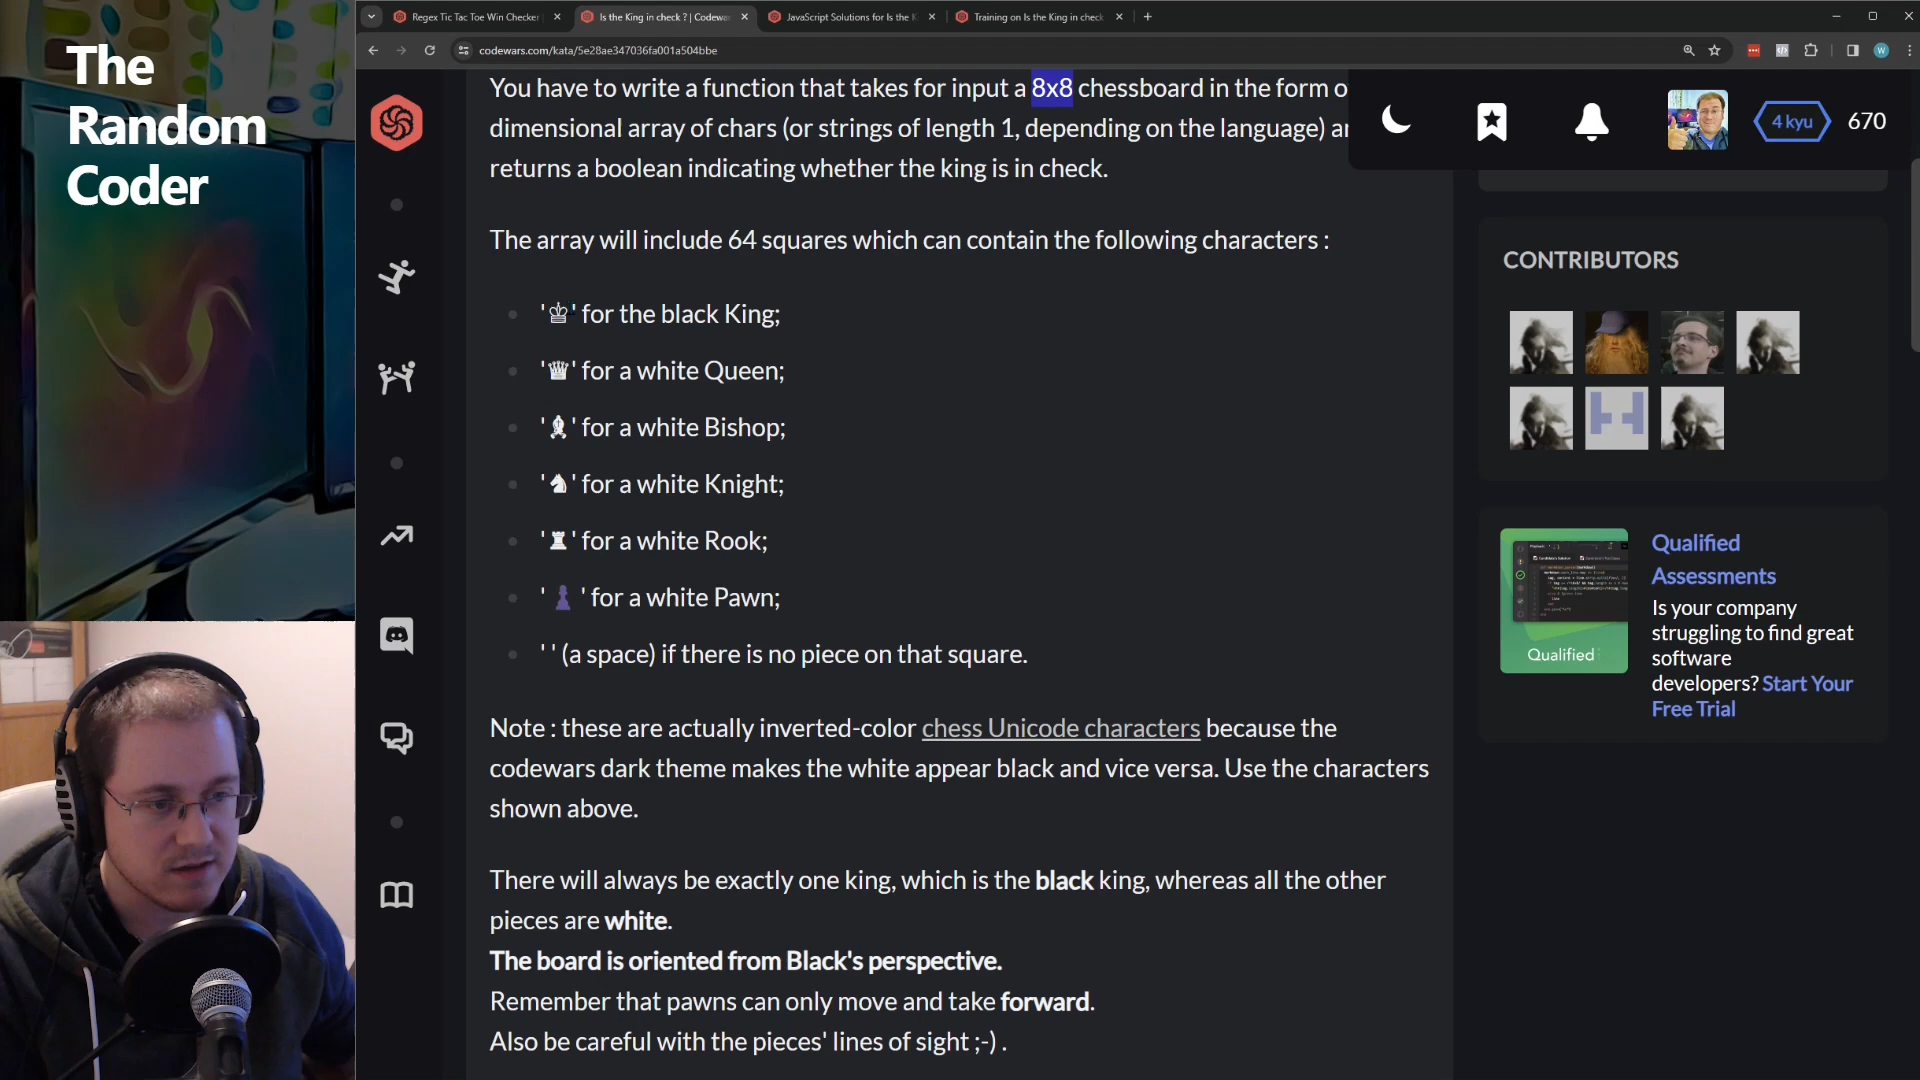 The
Random
Coder
Regex Tic Tac Toe Win Checker
Is the King in check ? | Codewa
JavaScript Solutions for Is the K
Training on Is the King in check
codewars.com/kata/5e28ae347036fa001a504bbe
You have to write a function that takes for input a 8x8 chessboard in the form o
dimensional array of chars (or strings of length 1, depending on the language) an
returns a boolean indicating whether the king is in check.
4 kyu
670
The array will include 64 squares which can contain the following characters :
'♔' for the black King;
'♛' for a white Queen;
'♝' for a white Bishop;
'♞' for a white Knight;
'♜' for a white Rook;
'♟' for a white Pawn;
' ' (a space) if there is no piece on that square.
Note : these are actually inverted-color chess Unicode characters because the
codewars dark theme makes the white appear black and vice versa. Use the characters
shown above.
There will always be exactly one king, which is the black king, whereas all the other
pieces are white.
The board is oriented from Black's perspective.
Remember that pawns can only move and take forward.
Also be careful with the pieces' lines of sight ;-) .
CONTRIBUTORS
Qualified
Qualified
Assessments
Is your company
struggling to find great
software
developers? Start Your
Free Trial